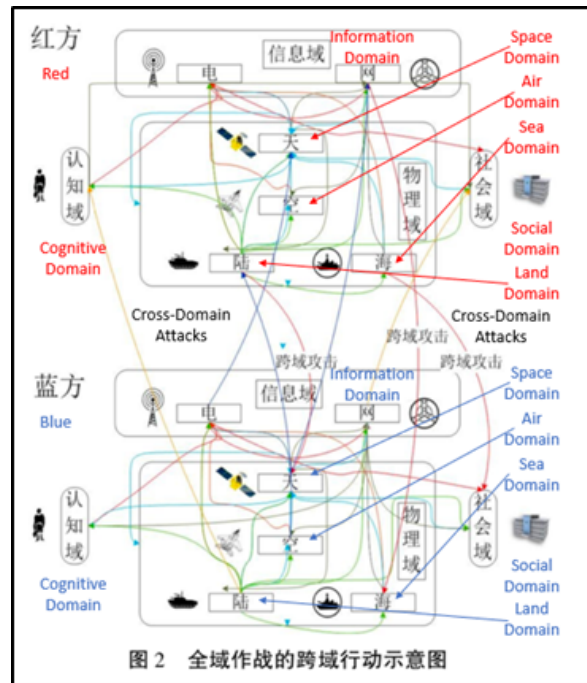 红方
Red
信息域
Information
Domain
电
网
Space
Domain
Air
Domain
Sea
Domain
天
空
陆
海
认知域
物理域
社会域
Cognitive
Domain
Social
Domain
Land
Domain
Cross-Domain
Attacks
Cross-Domain
Attacks
跨域攻击
跨域攻击
跨域攻击
蓝方
Blue
信息域
Information
Domain
电
网
Space
Domain
Air
Domain
Sea
Domain
天
空
陆
海
认知域
物理域
社会域
Cognitive
Domain
Social
Domain
Land
Domain
图 2 全域作战的跨域行动示意图